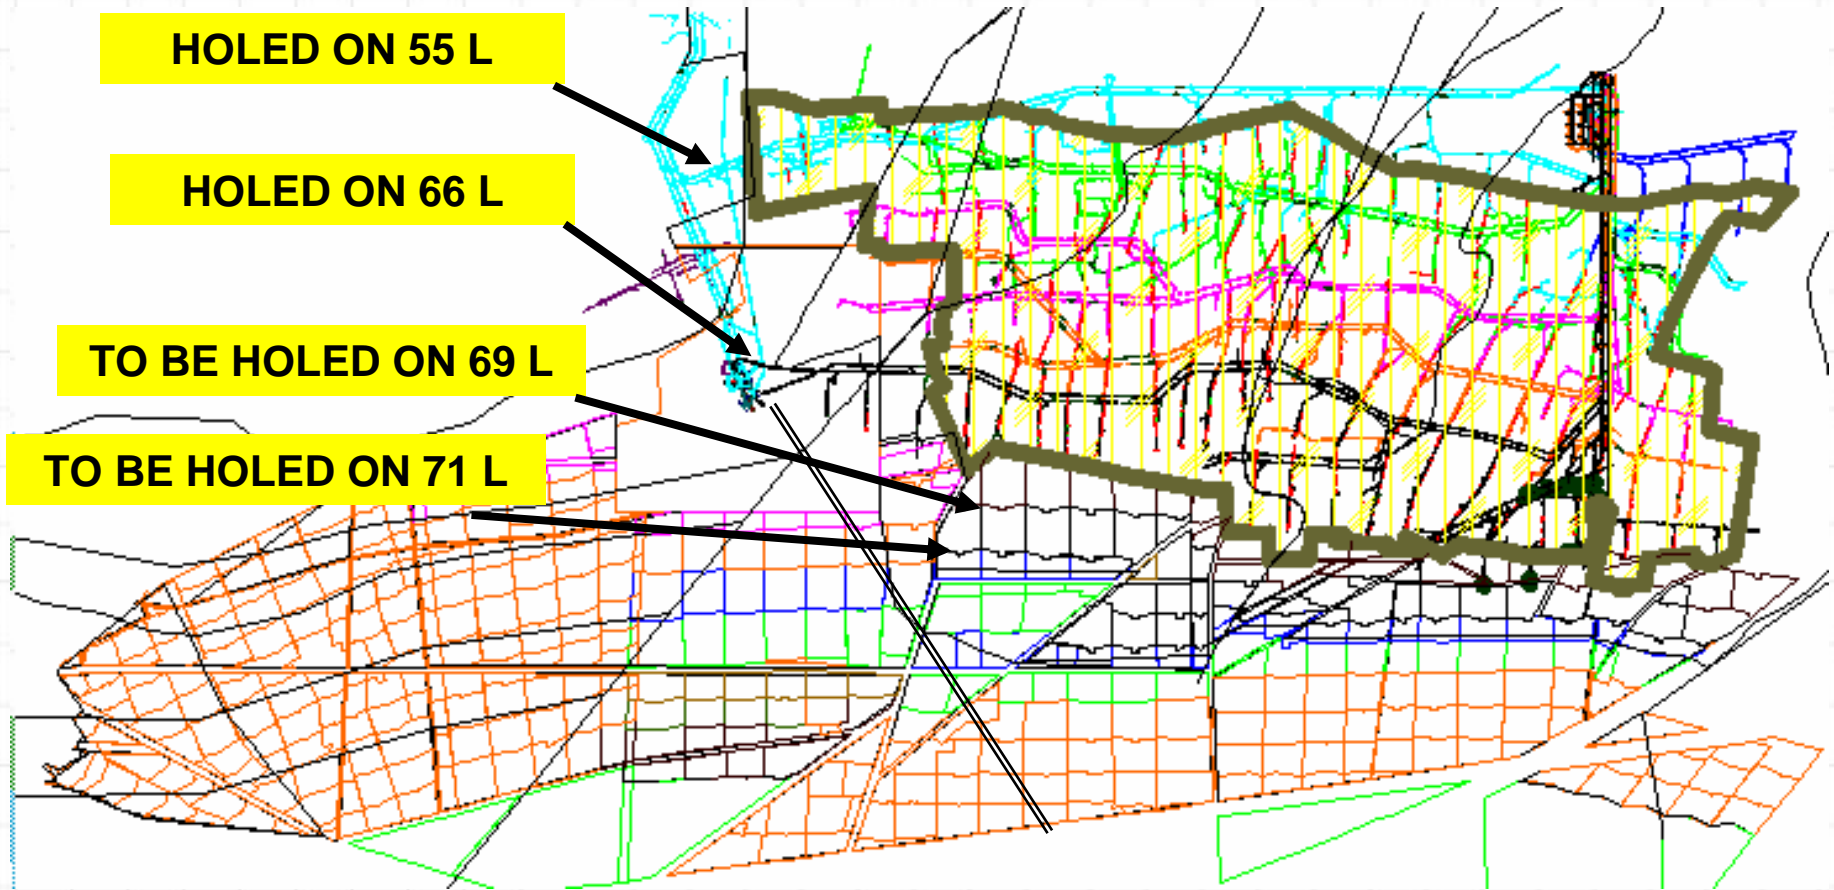 HOLED ON 55 L
HOLED ON 66 L
TO BE HOLED ON 69 L
TO BE HOLED ON 71 L